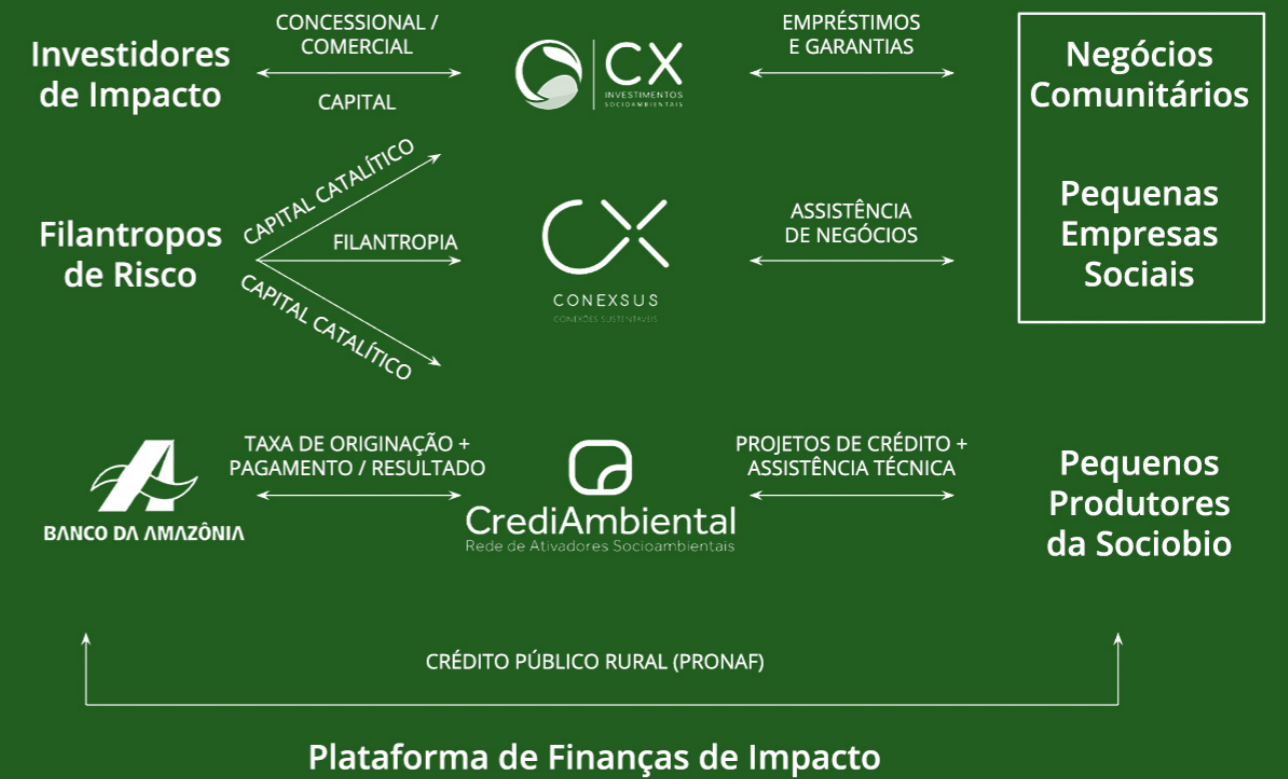 Investidores
de Impacto
CONCESSIONAL /
COMERCIAL
CAPITAL
CX
INVESTIMENTOS
SOCIOAMBIENTAIS
EMPRÉSTIMOS
E GARANTIAS
Negócios
Comunitários
Filantropos
de Risco
CAPITAL CATALÍTICO
FILANTROPIA
CAPITAL CATALÍTICO
CX
CONEXSUS
CONEXÕES SUSTENTÁVEIS
ASSISTÊNCIA
DE NEGÓCIOS
Pequenas
Empresas
Sociais
BANCO DA AMAZÔNIA
TAXA DE ORIGINAÇÃO +
PAGAMENTO / RESULTADO
CrediAmbiental
Rede de Ativadores Socioambientais
PROJETOS DE CRÉDITO +
ASSISTÊNCIA TÉCNICA
Pequenos
Produtores
da Sociobio
CRÉDITO PÚBLICO RURAL (PRONAF)
Plataforma de Finanças de Impacto